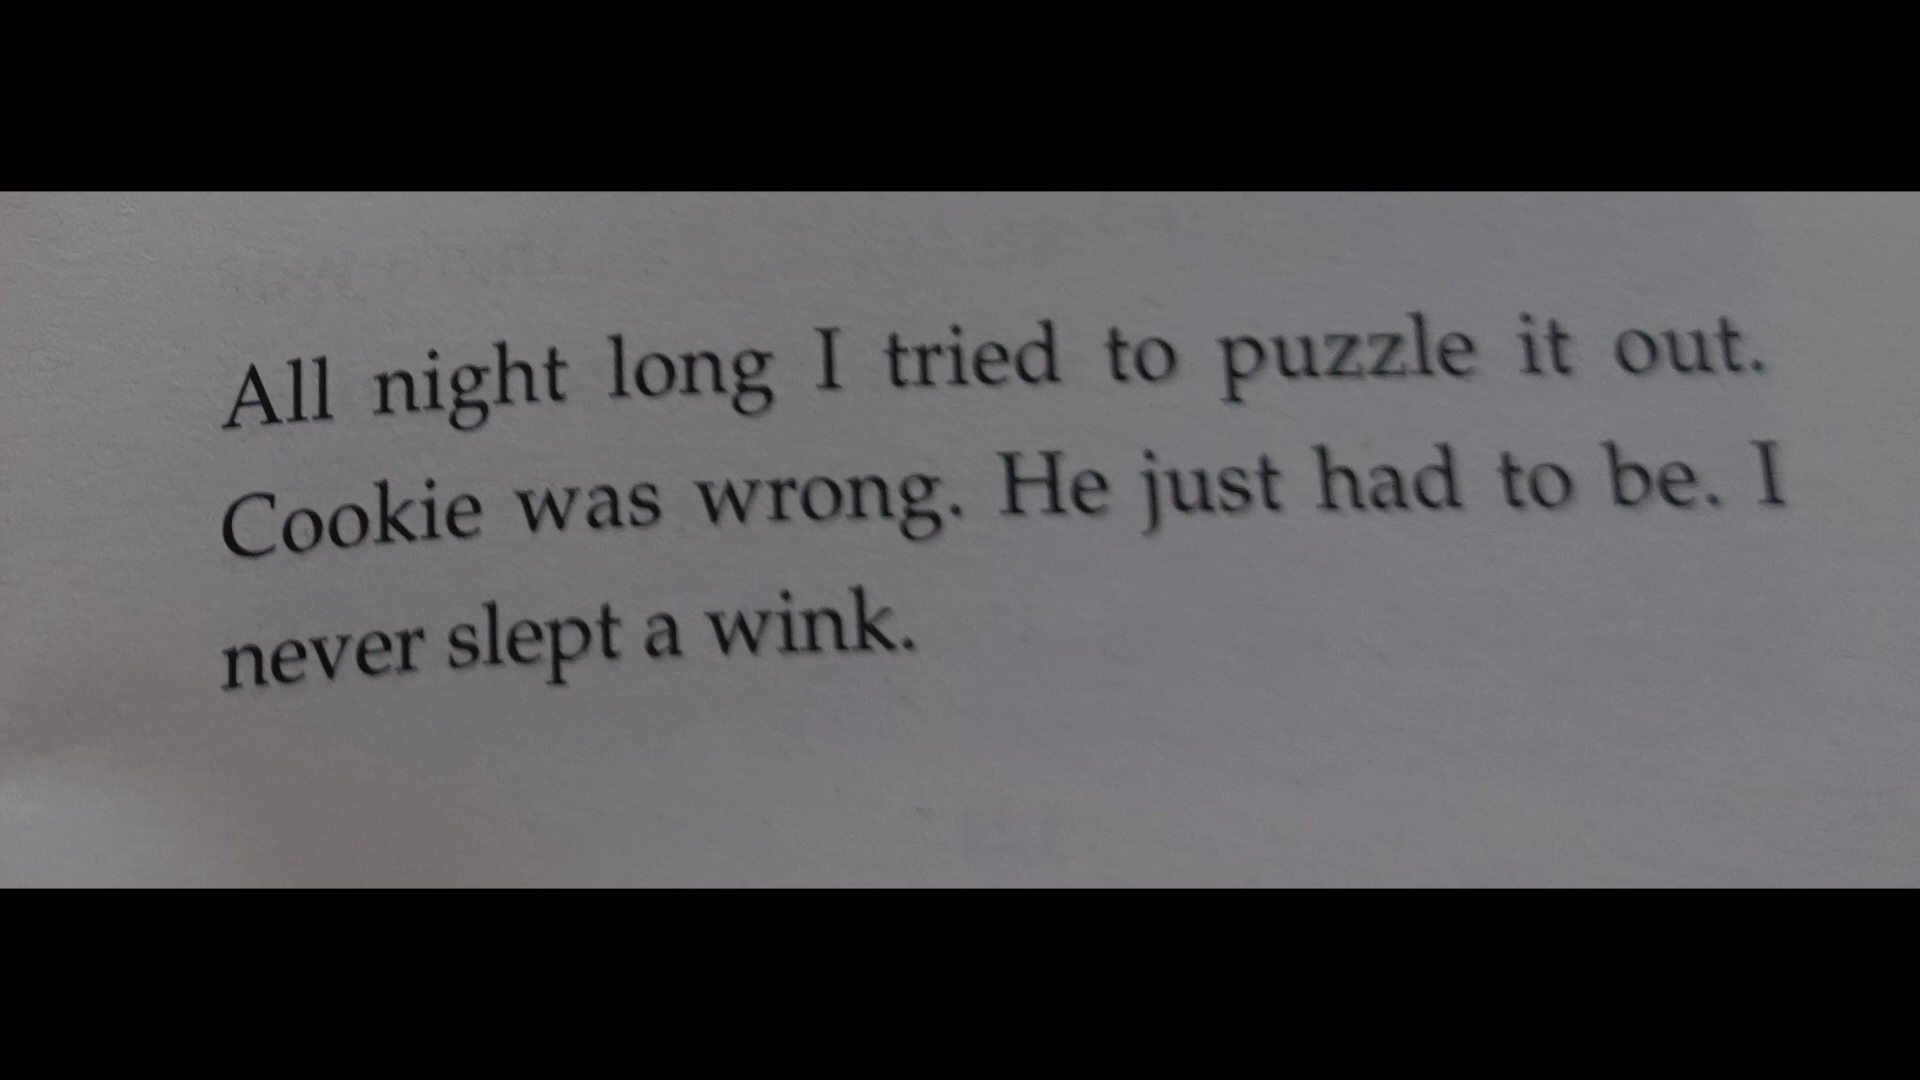 All night long I tried to puzzle it out.
Cookie was wrong. He just had to be. I
never slept a wink.